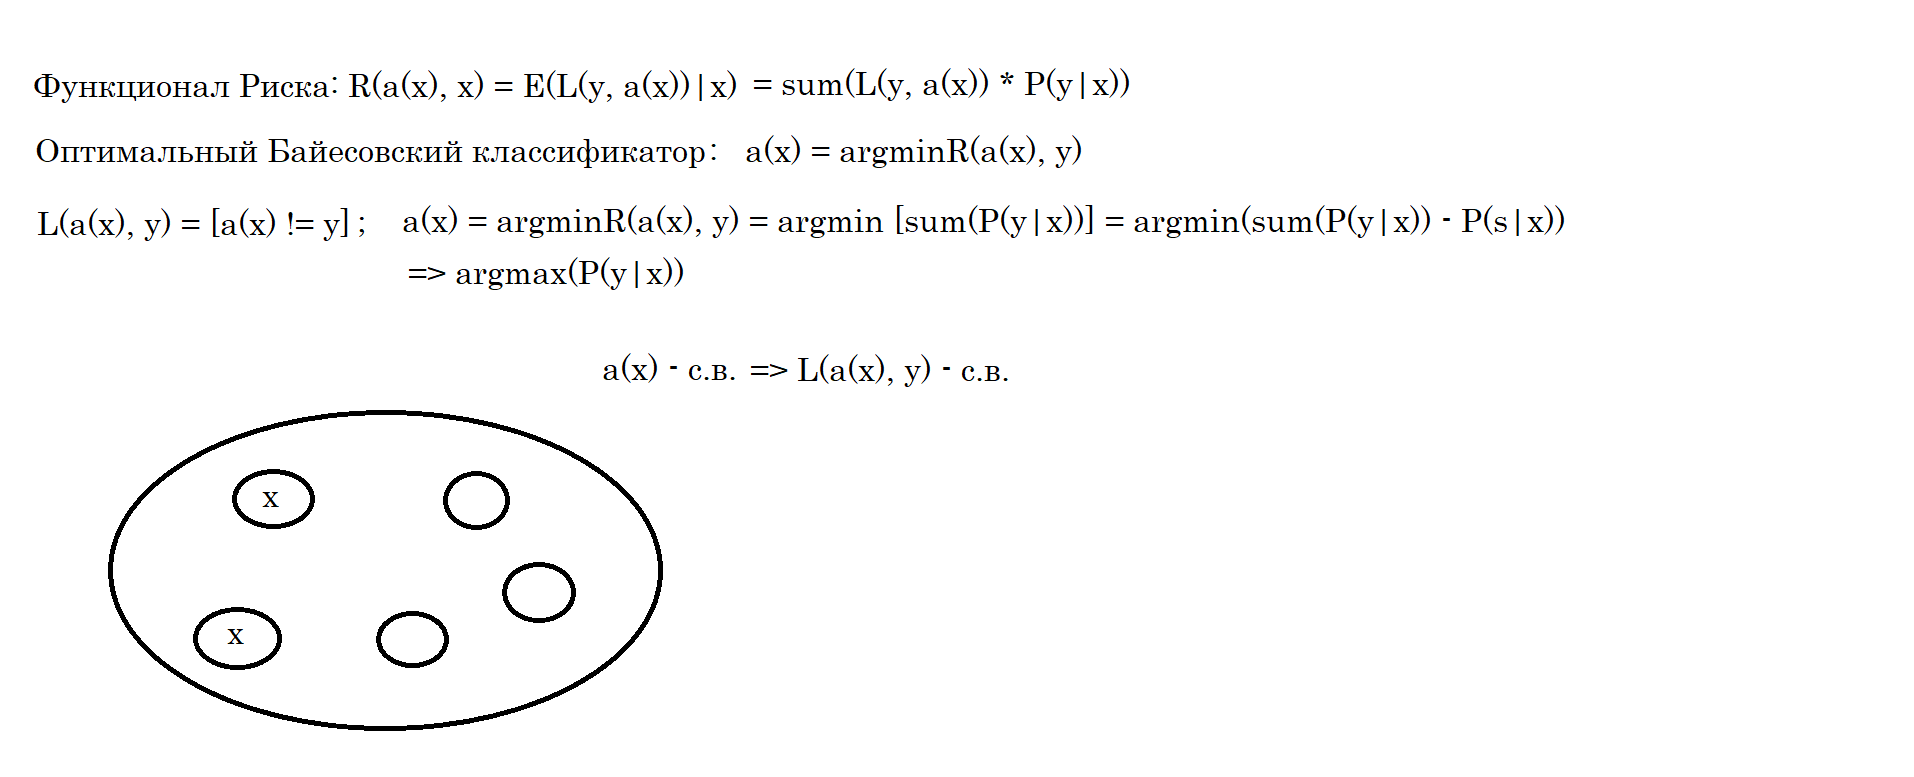 Функционал Риска: R(a(x), x) = E(L(y, a(x))|x) = sum(L(y, a(x)) * P(y|x))
Оптимальный Байесовский классификатор: a(x) = argminR(a(x), y)
L(a(x), y) = [a(x) != y] ; a(x) = argminR(a(x), y) = argmin [sum(P(y|x))] = argmin(sum(P(y|x)) - P(s|x))
=> argmax(P(y|x))
a(x) - с.в. => L(a(x), y) - с.в.
x
x